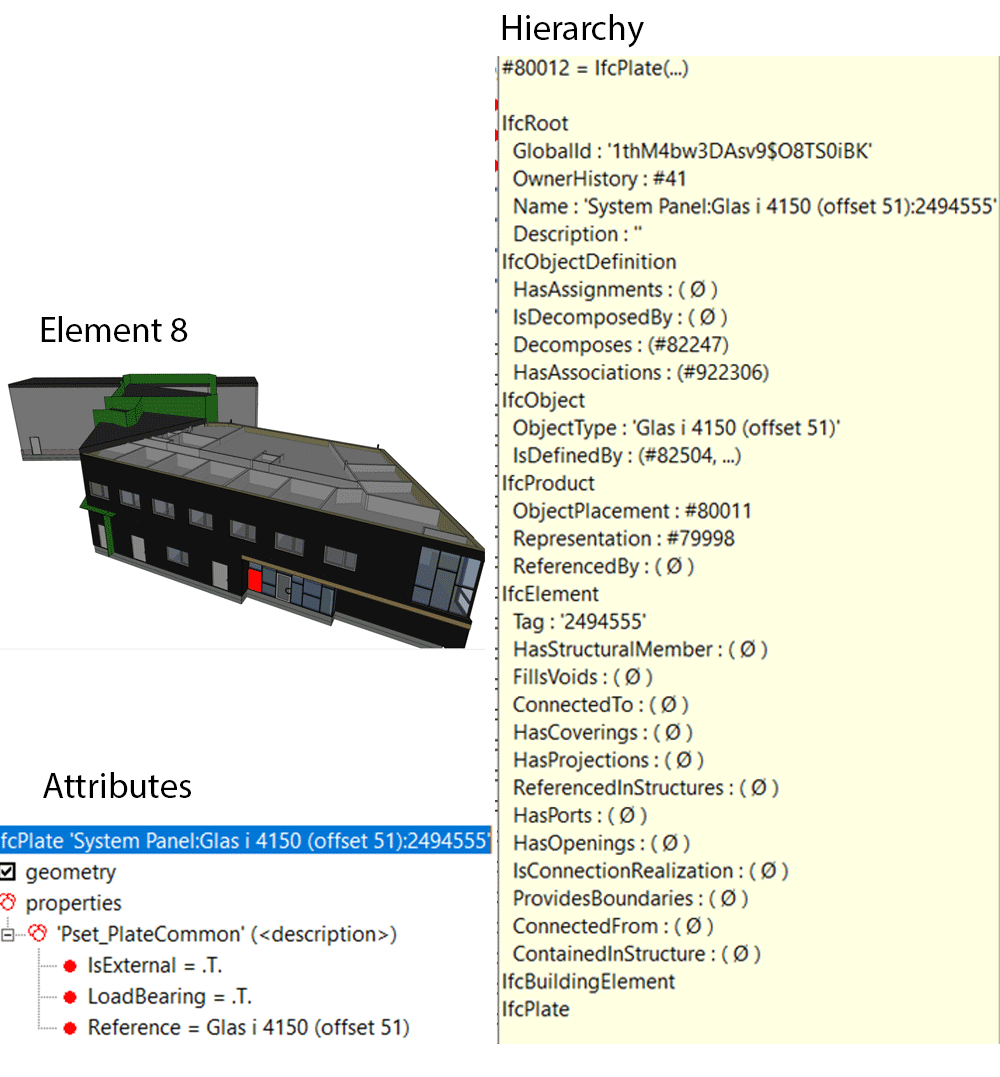 Hierarchy
#80012 = IfcPlate(...)
IfcRoot
GlobalId : '1thM4bw3DAsv9$O8TS0iBK'
OwnerHistory : #41
Name : 'System Panel:Glas i 4150 (offset 51):2494555'
Description : ''
IfcObjectDefinition
HasAssignments : ( Ø )
IsDecomposedBy : ( Ø )
Decomposes : (#82247)
HasAssociations : (#922306)
IfcObject
ObjectType : 'Glas i 4150 (offset 51)'
IsDefinedBy : (#82504, ...)
IfcProduct
ObjectPlacement : #80011
Representation : #79998
ReferencedBy : ( Ø )
IfcElement
Tag : '2494555'
HasStructuralMember : ( Ø )
FillsVoids : ( Ø )
ConnectedTo : ( Ø )
HasCoverings : ( Ø )
HasProjections : ( Ø )
ReferencedInStructures : ( Ø )
HasPorts : ( Ø )
HasOpenings : ( Ø )
IsConnectionRealization : ( Ø )
ProvidesBoundaries : ( Ø )
ConnectedFrom : ( Ø )
ContainedInStructure : ( Ø )
IfcBuildingElement
IfcPlate
Element 8
Attributes
fcPlate 'System Panel:Glas i 4150 (offset 51):2494555'
geometry
properties
'Pset_PlateCommon' (<description>)
IsExternal = .T.
LoadBearing = .T.
Reference = Glas i 4150 (offset 51)